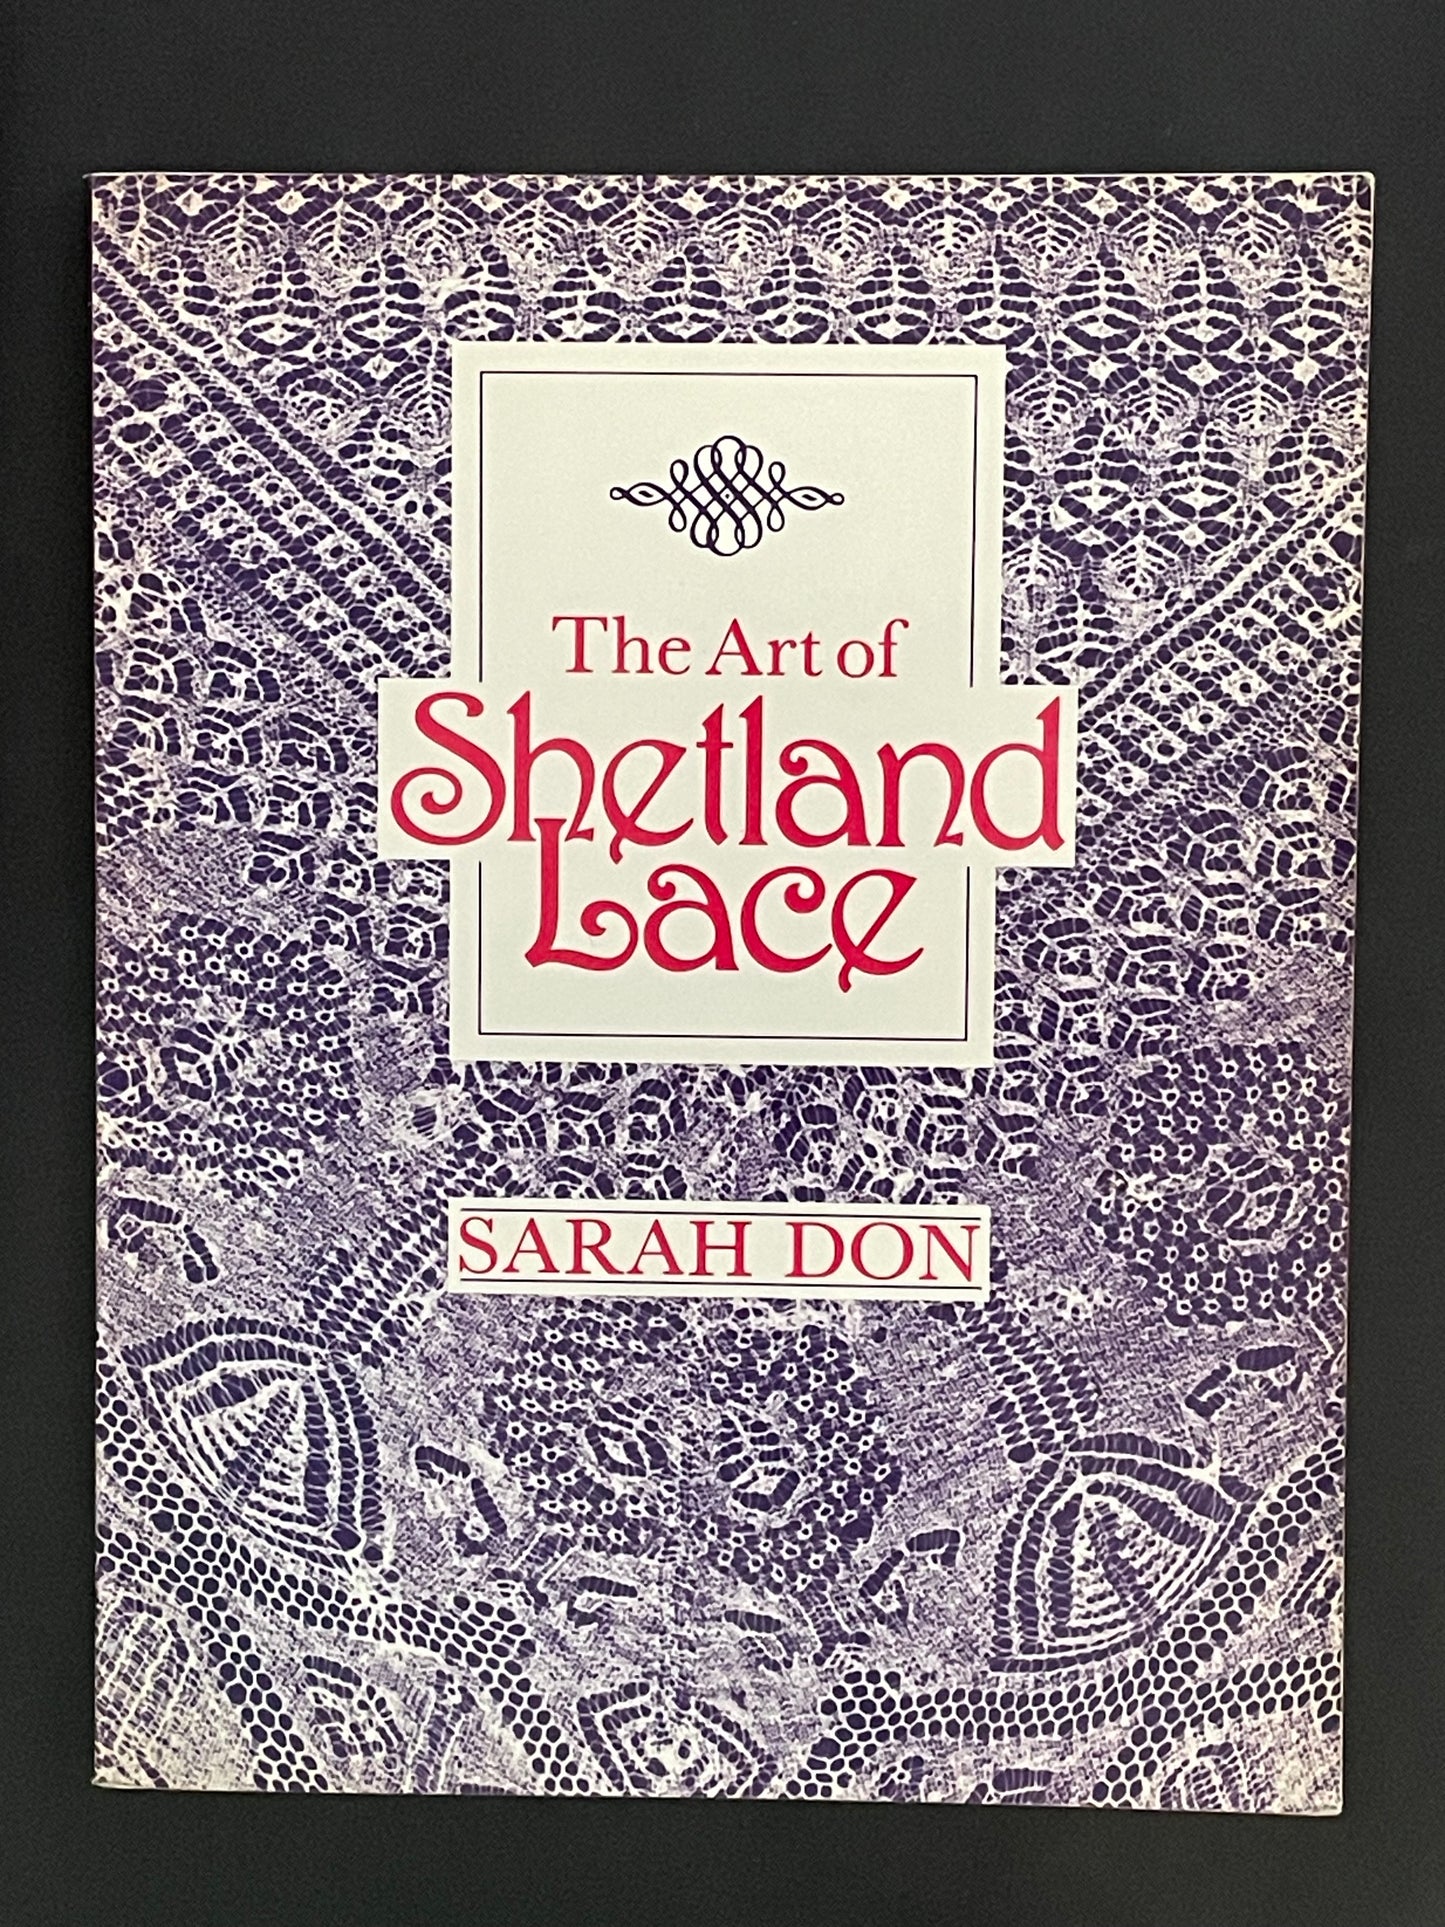 The Art of
Shetland
Lace
SARAH DON